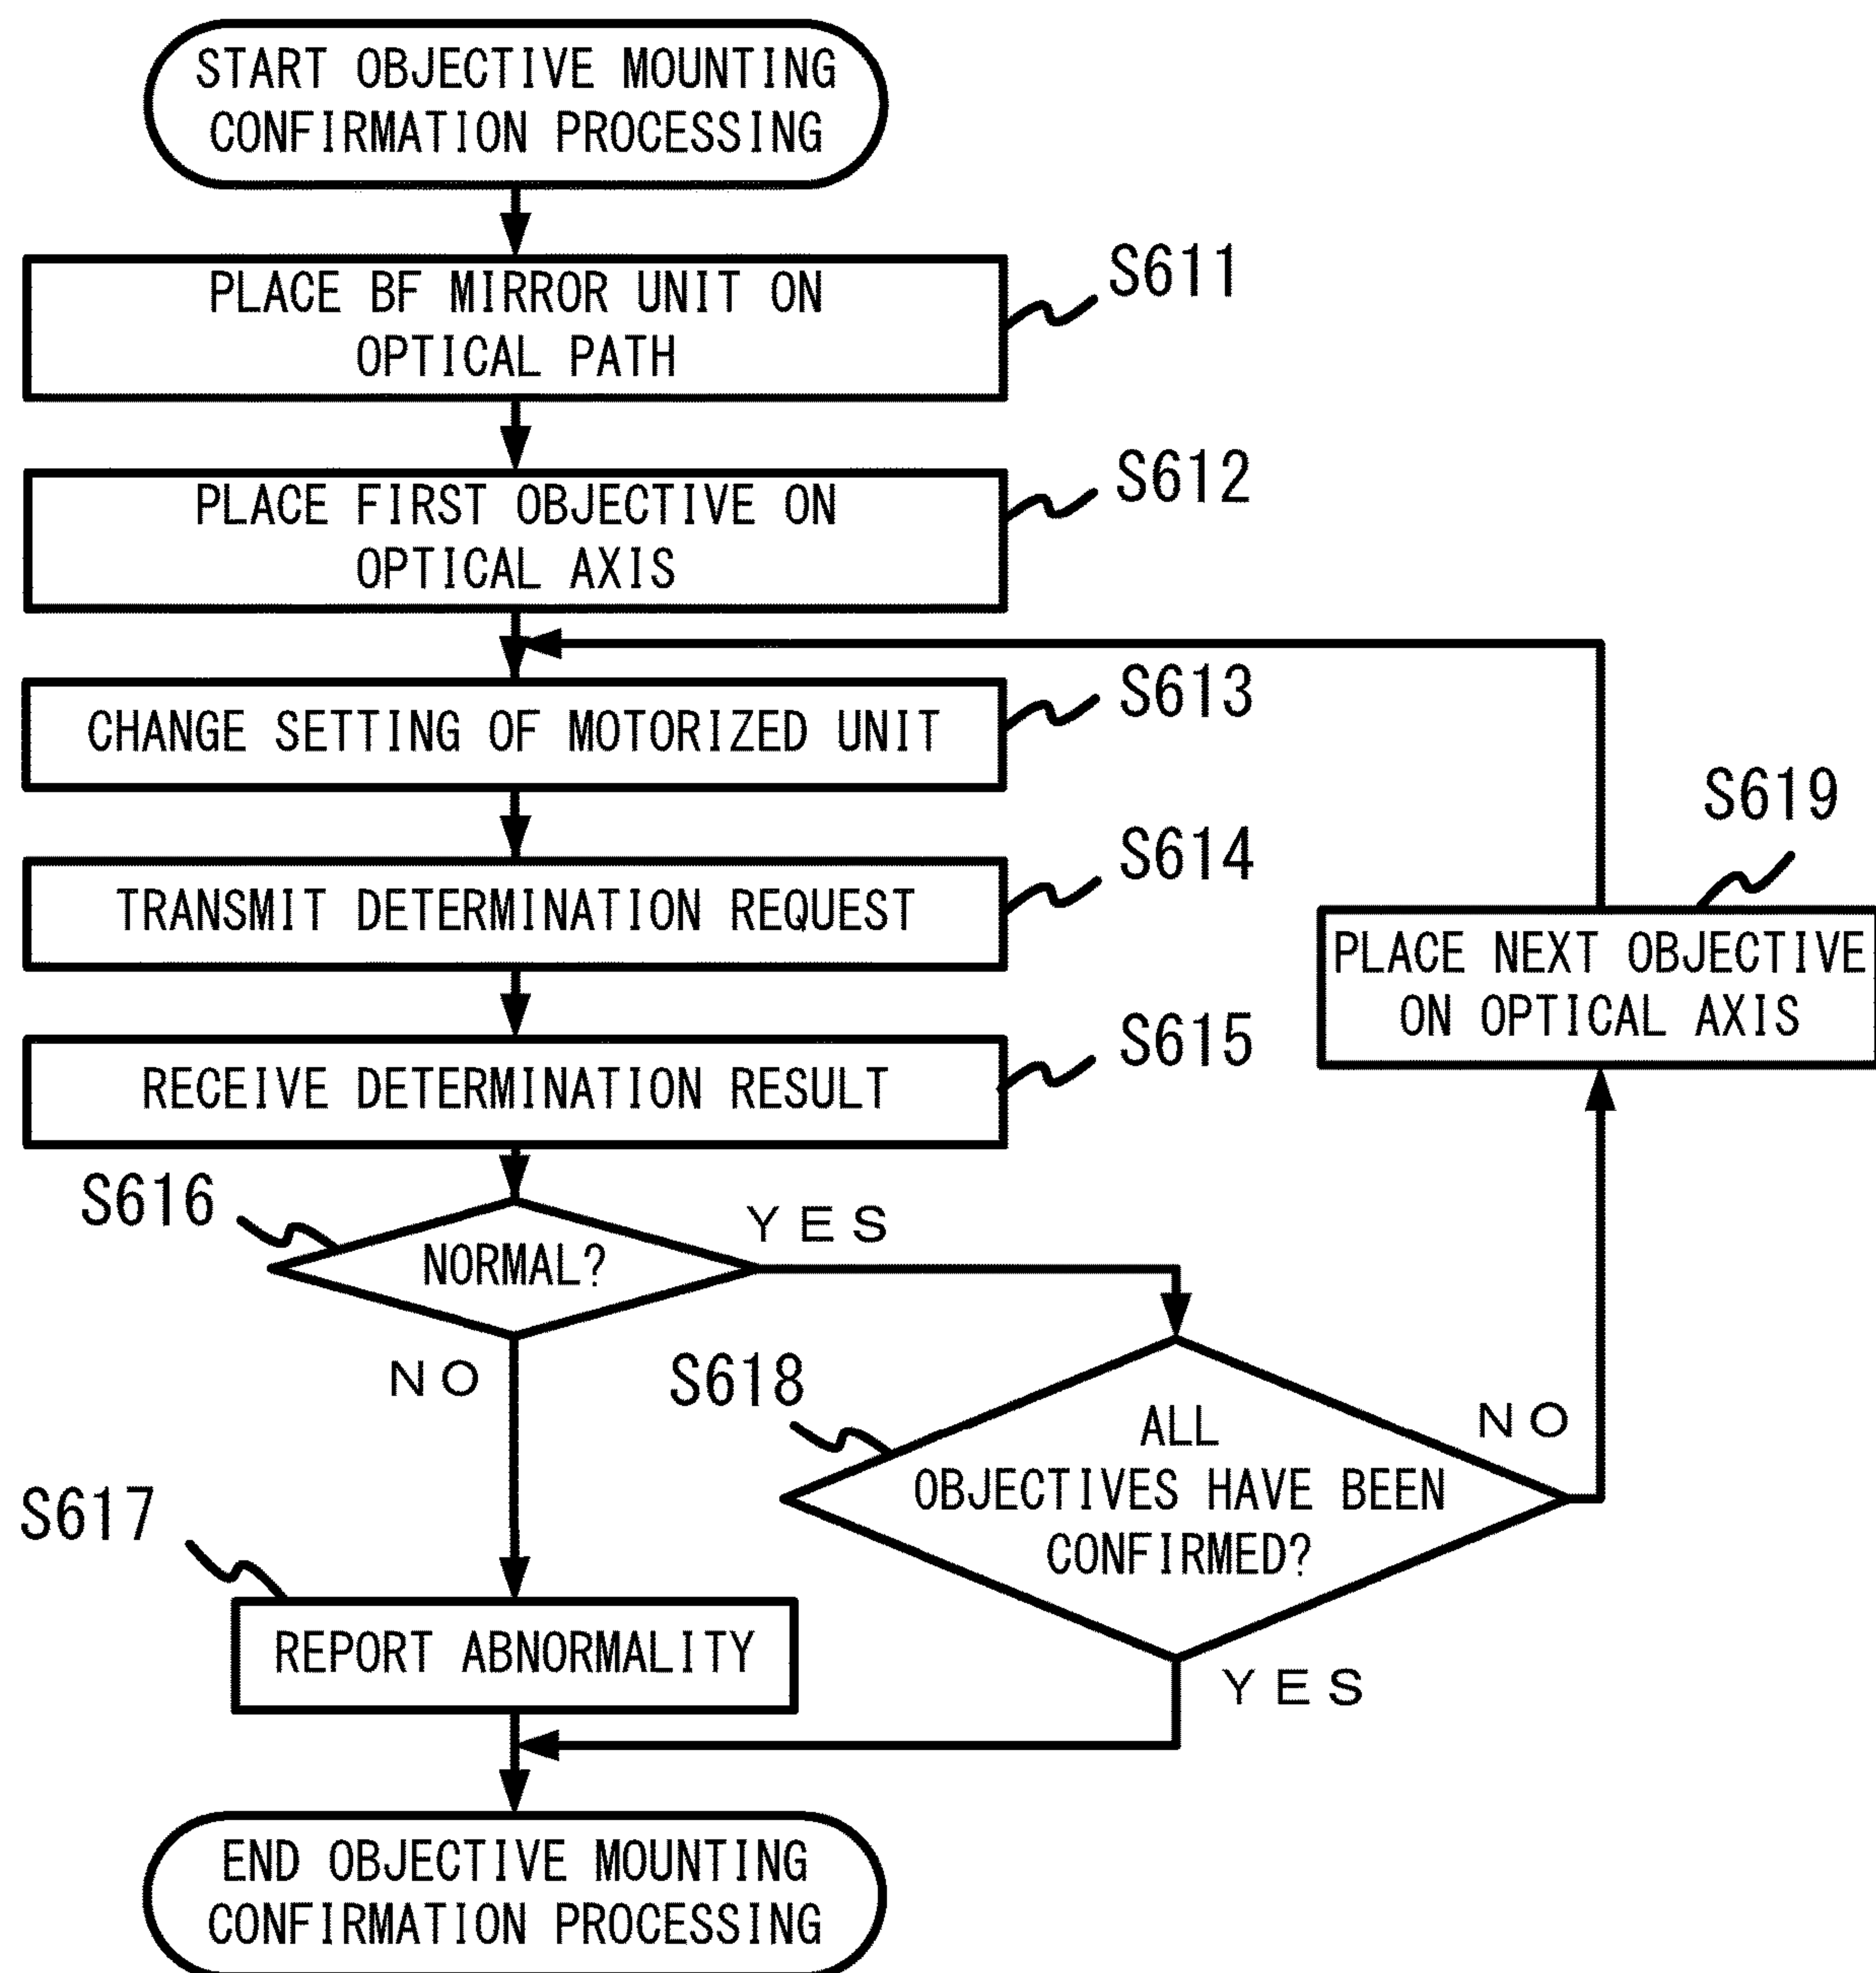 START OBJECTIVE MOUNTING
CONFIRMATION PROCESSING
PLACE BF MIRROR UNIT ON
OPTICAL PATH
S611
PLACE FIRST OBJECTIVE ON
OPTICAL AXIS
S612
CHANGE SETTING OF MOTORIZED UNIT
S613
TRANSMIT DETERMINATION REQUEST
S614
RECEIVE DETERMINATION RESULT
S615
S616
NORMAL?
YES
NO
S618
ALL
OBJECTIVES HAVE BEEN
CONFIRMED?
NO
S619
PLACE NEXT OBJECTIVE
ON OPTICAL AXIS
S617
REPORT ABNORMALITY
YES
END OBJECTIVE MOUNTING
CONFIRMATION PROCESSING